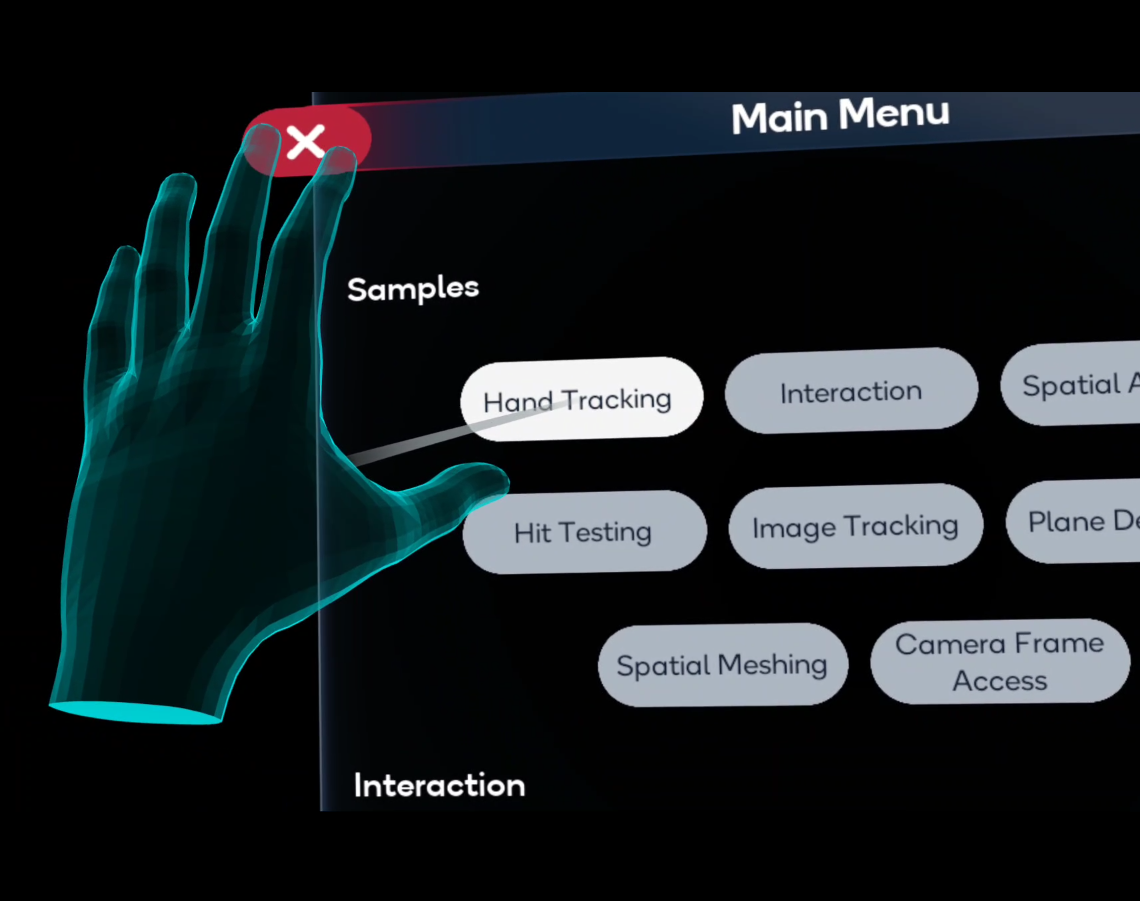 Main Menu
Samples
Hand Tracking
Interaction
Spatial A
Hit Testing
Image Tracking
Plane De
Spatial Meshing
Camera Frame
Access
Interaction